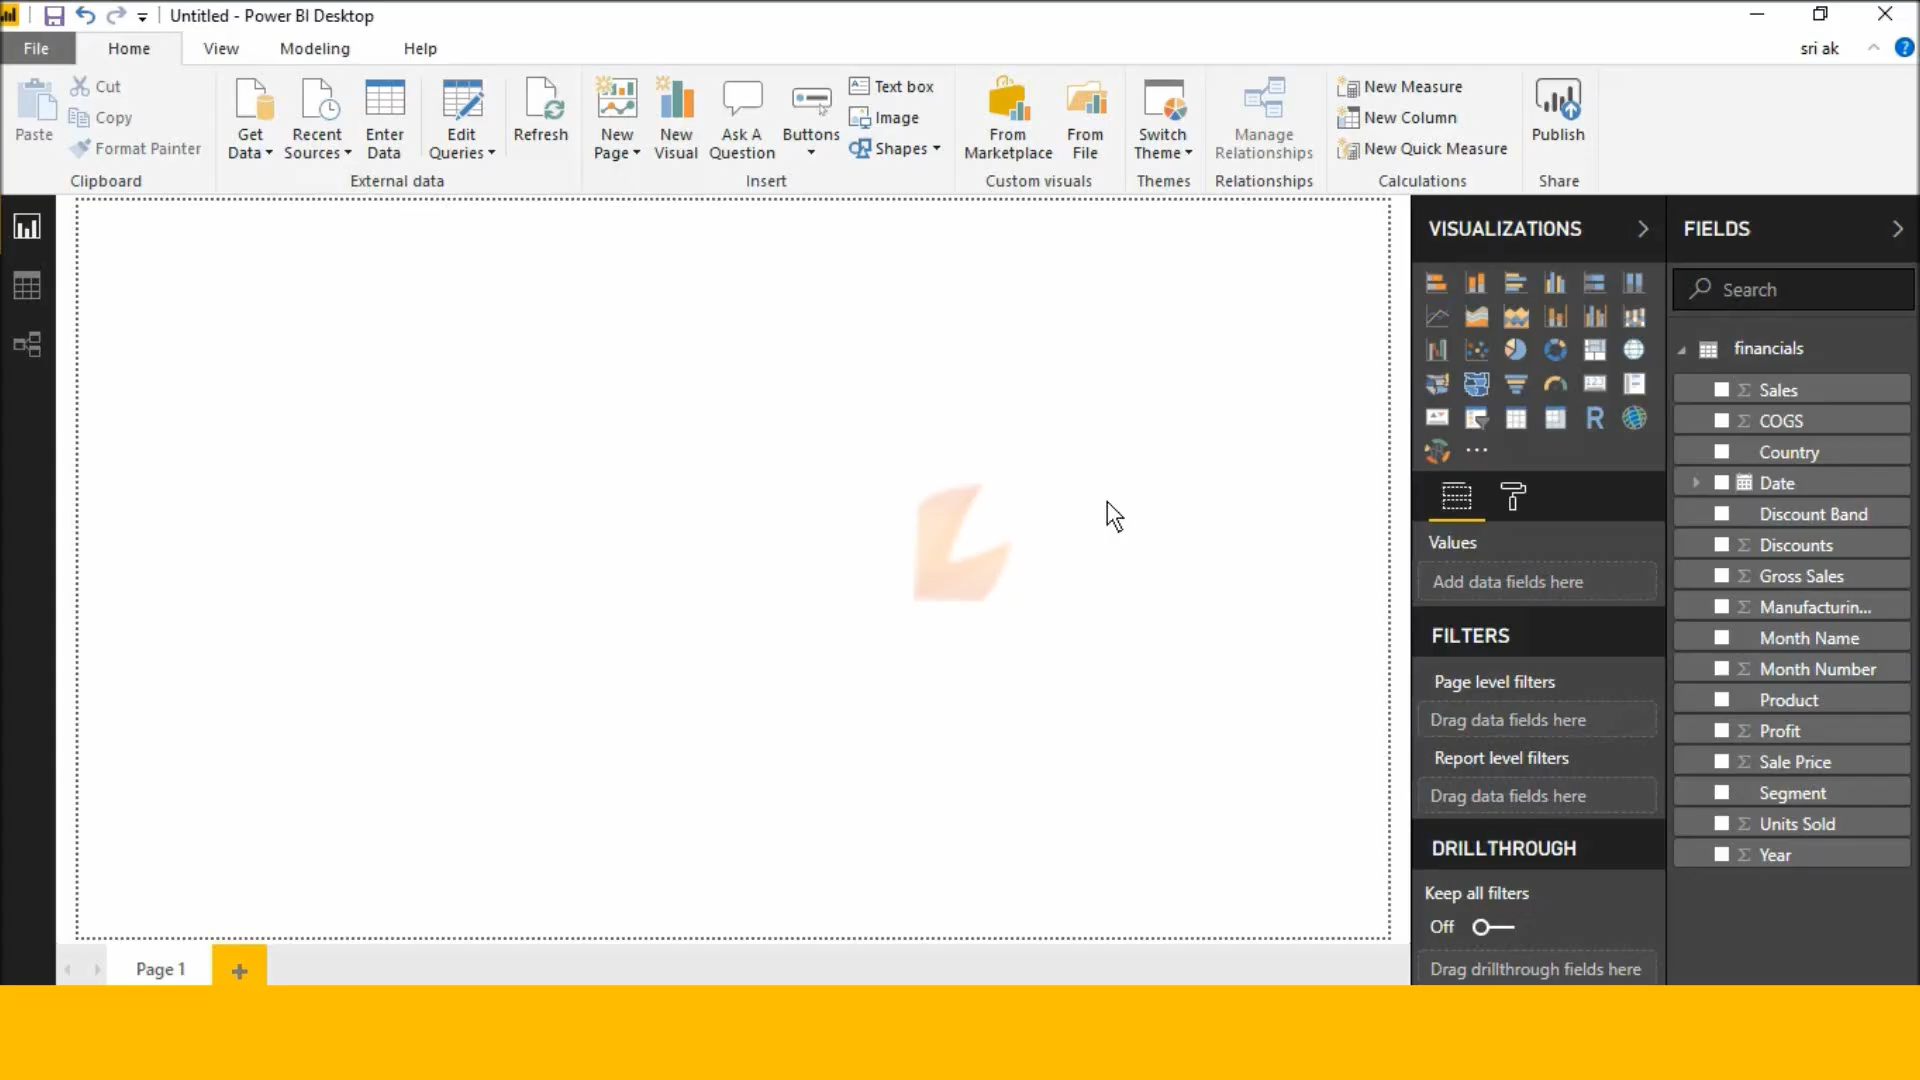 Untitled - Power BI Desktop
File Home View Modeling Help sri ak
Paste
Cut
Copy
Format Painter
Clipboard
Get Data
Recent Sources
Enter Data
Edit Queries
Refresh
External data
New Page
New Visual
Ask A Question
Buttons
Text box
Image
Shapes
Insert
From Marketplace
From File
Custom visuals
Switch Theme
Themes
Manage Relationships
Relationships
New Measure
New Column
New Quick Measure
Calculations
Publish
Share
VISUALIZATIONS
R
Values
Add data fields here
FILTERS
Page level filters
Drag data fields here
Report level filters
Drag data fields here
DRILLTHROUGH
Keep all filters
Off
Drag drillthrough fields here
FIELDS
Search
financials
Σ Sales
Σ COGS
Country
Date
Discount Band
Σ Discounts
Σ Gross Sales
Σ Manufacturin...
Month Name
Σ Month Number
Product
Σ Profit
Σ Sale Price
Segment
Σ Units Sold
Σ Year
Page 1